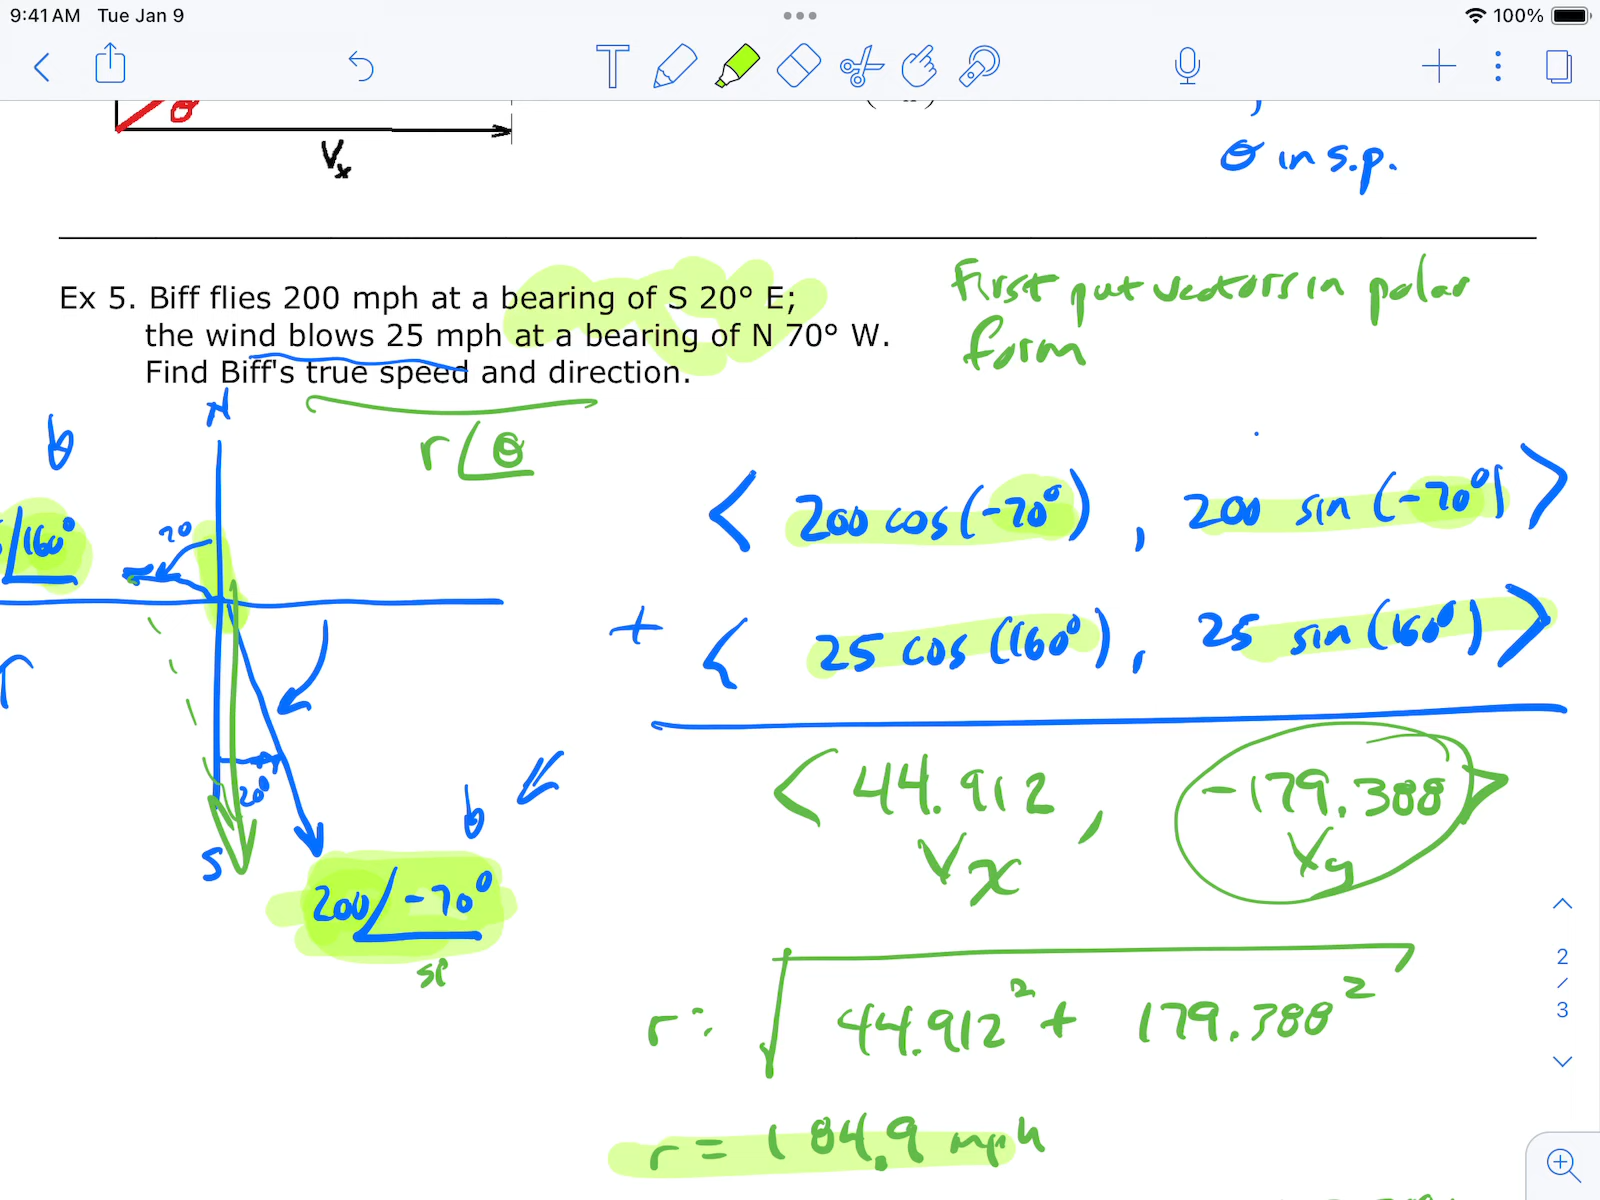 9:41 AM Tue Jan 9
100%
θ
Vx
θ in s.p.
Ex 5. Biff flies 200 mph at a bearing of S 20° E;
the wind blows 25 mph at a bearing of N 70° W.
Find Biff's true speed and direction.
First put vectors in polar
form
N
r∠θ
b
70
∠160°
< 200 cos(-70°), 200 sin(-70°) >
+ < 25 cos(160°), 25 sin(160°) >
r
20°
S
b
< 44.912, -179.388 >
Vx
Vy
200∠-70°
sp
r = √44.912² + 179.388²
r = 184.9 mph
2
/
3